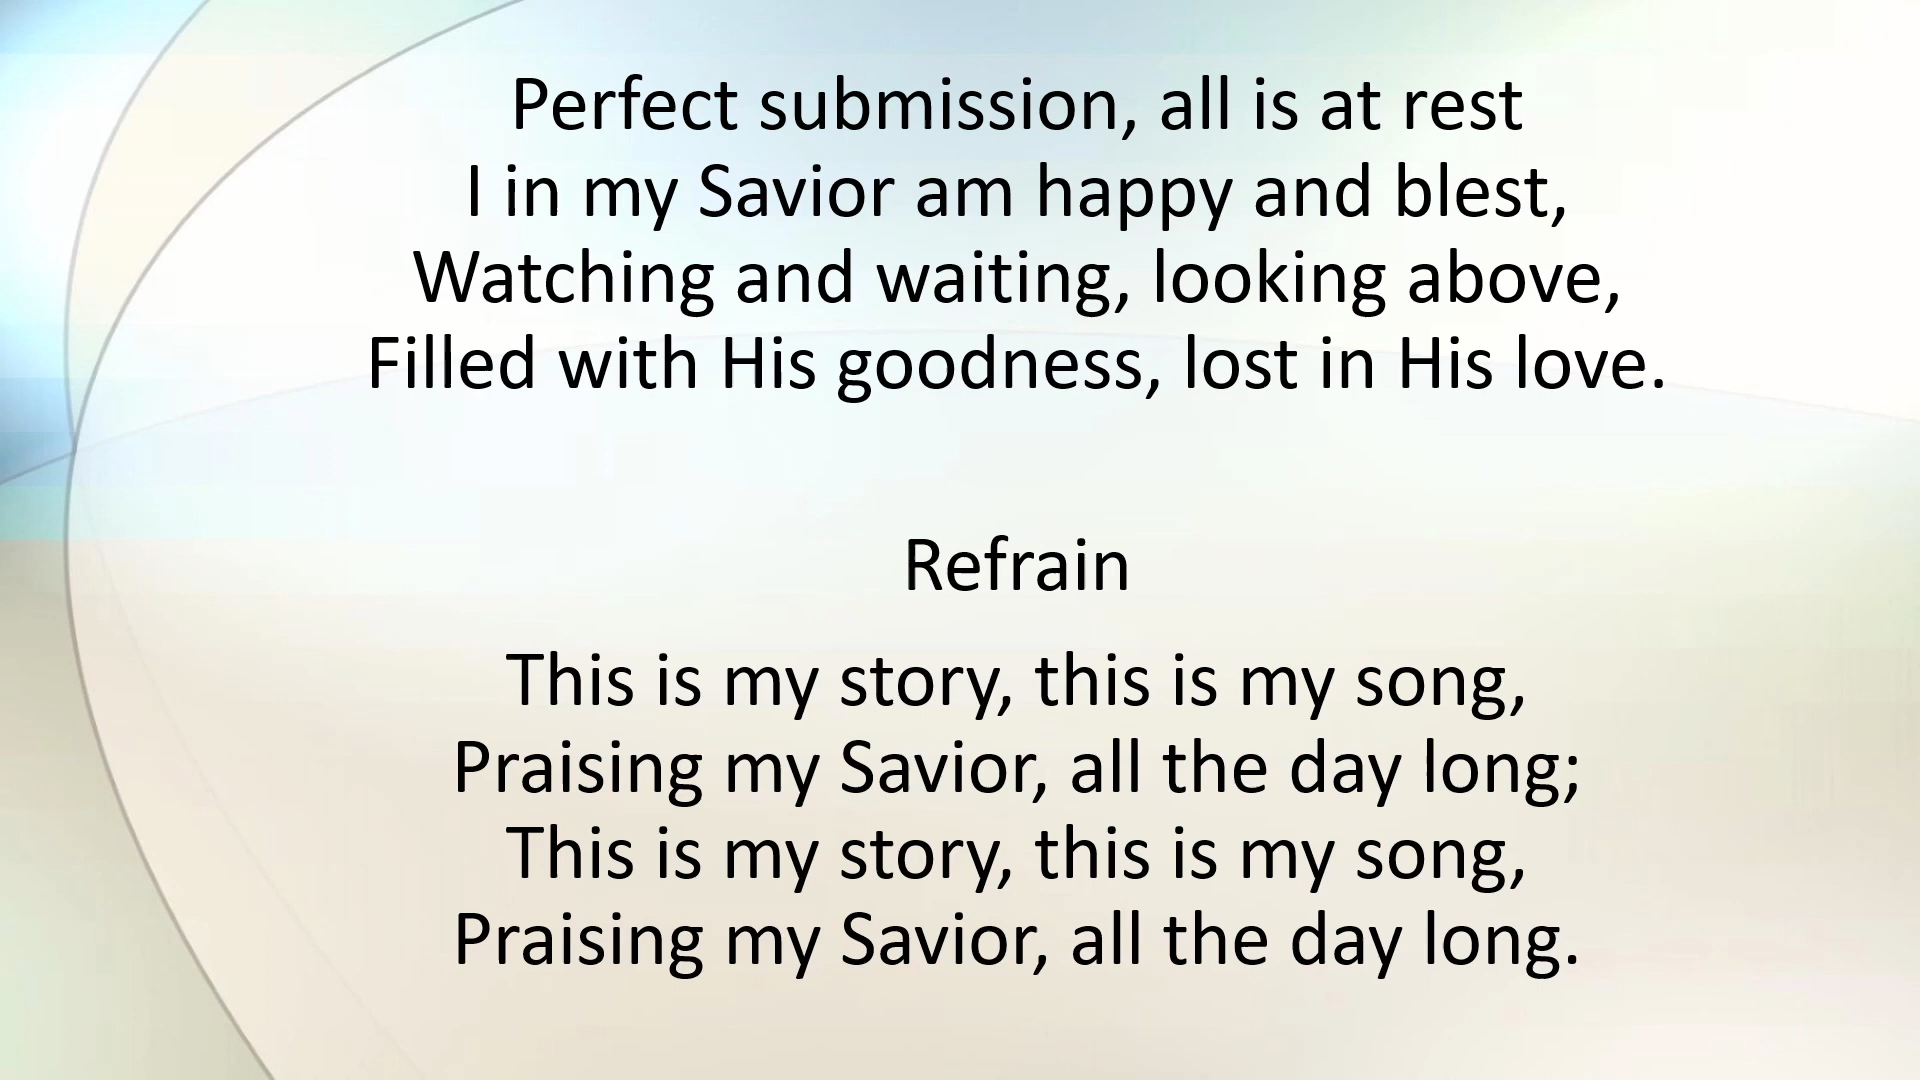 Perfect submission, all is at rest
I in my Savior am happy and blest,
Watching and waiting, looking above,
Filled with His goodness, lost in His love.
Refrain
This is my story, this is my song,
Praising my Savior, all the day long;
This is my story, this is my song,
Praising my Savior, all the day long.